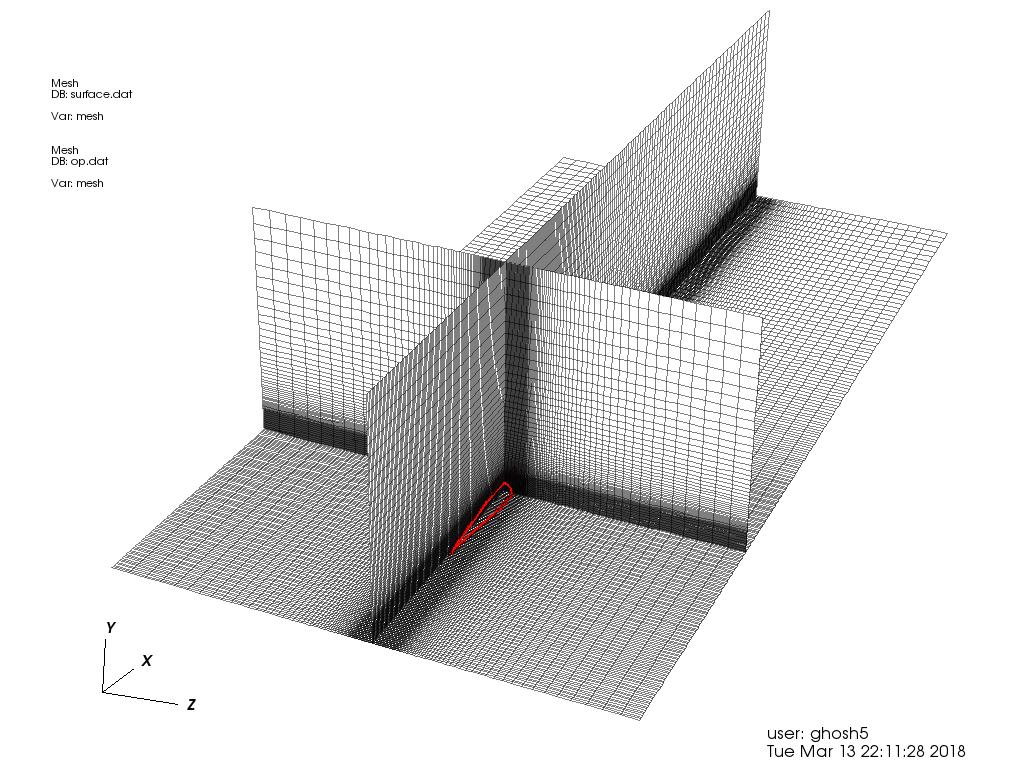 Mesh
DB: surface.dat
Var: mesh
Mesh
DB: op.dat
Var: mesh
Y
X
Z
user: ghosh5
Tue Mar 13 22:11:28 2018